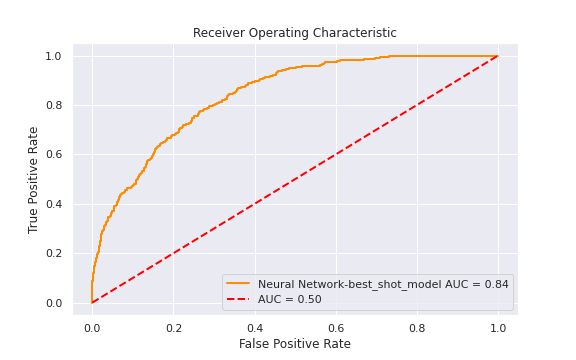 Receiver Operating Characteristic
1.0
0.8
0.6
0.4
0.2
0.0
True Positive Rate
Neural Network-best_shot_model AUC = 0.84
AUC = 0.50
0.0 0.2 0.4 0.6 0.8 1.0
False Positive Rate